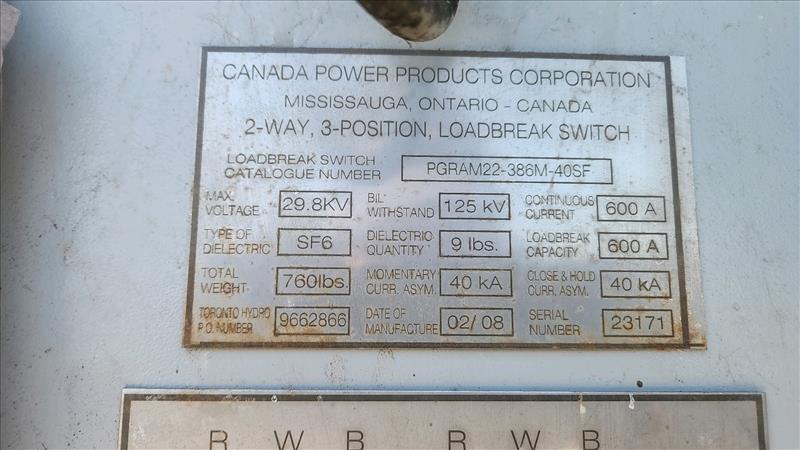 CANADA POWER PRODUCTS CORPORATION
MISSISSAUGA, ONTARIO - CANADA
2-WAY, 3-POSITION, LOADBREAK SWITCH
LOADBREAK SWITCH
CATALOGUE NUMBER PGRAM22-386M-40SF
MAX. VOLTAGE 29.8KV BIL WITHSTAND 125 kV CONTINUOUS CURRENT 600 A
TYPE OF DIELECTRIC SF6 DIELECTRIC QUANTITY 9 lbs. LOADBREAK CAPACITY 600 A
TOTAL WEIGHT 760lbs. MOMENTARY CURR. ASYM. 40 kA CLOSE & HOLD CURR. ASYM. 40 kA
TORONTO HYDRO P.O. NUMBER 9662866 DATE OF MANUFACTURE 02/08 SERIAL NUMBER 23171
R W B R W B